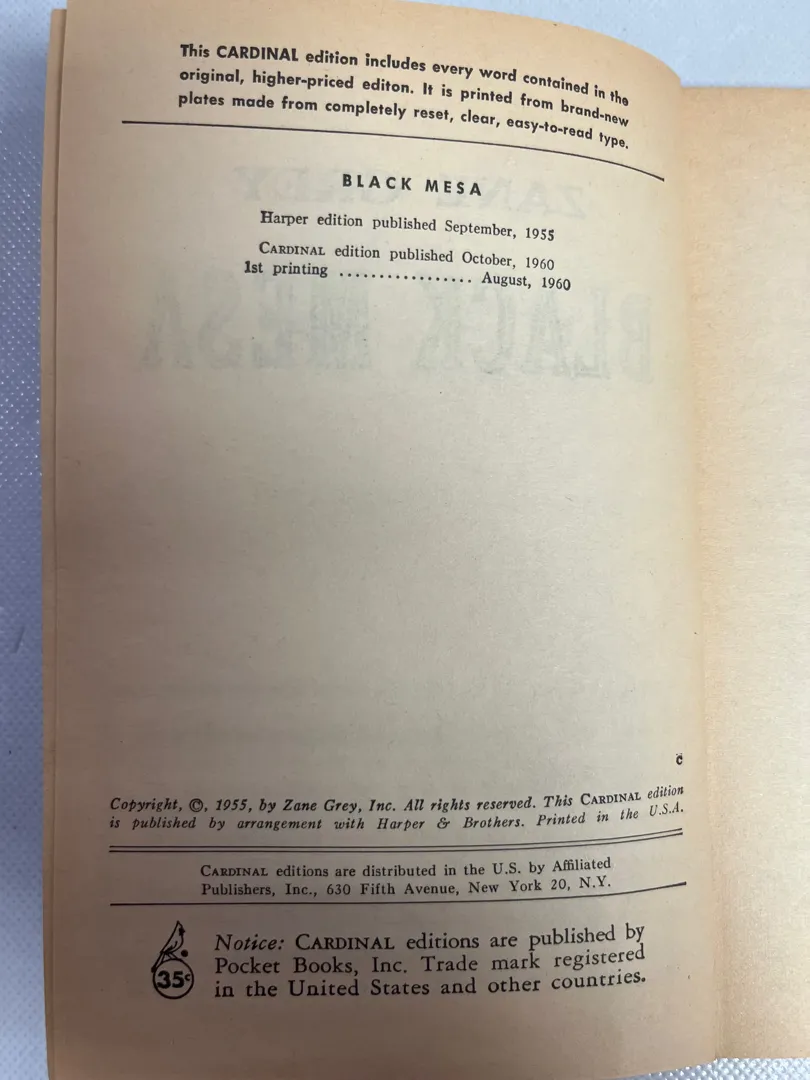 This CARDINAL edition includes every word contained in the
original, higher-priced editon. It is printed from brand-new
plates made from completely reset, clear, easy-to-read type.
BLACK MESA
Harper edition published September, 1955
CARDINAL edition published October, 1960
1st printing ................. August, 1960
ZANE GREY
BLACK MESA
C
Copyright, ©, 1955, by Zane Grey, Inc. All rights reserved. This CARDINAL edition
is published by arrangement with Harper & Brothers. Printed in the U.S.A.
CARDINAL editions are distributed in the U.S. by Affiliated
Publishers, Inc., 630 Fifth Avenue, New York 20, N.Y.
35¢
Notice: CARDINAL editions are published by
Pocket Books, Inc. Trade mark registered
in the United States and other countries.